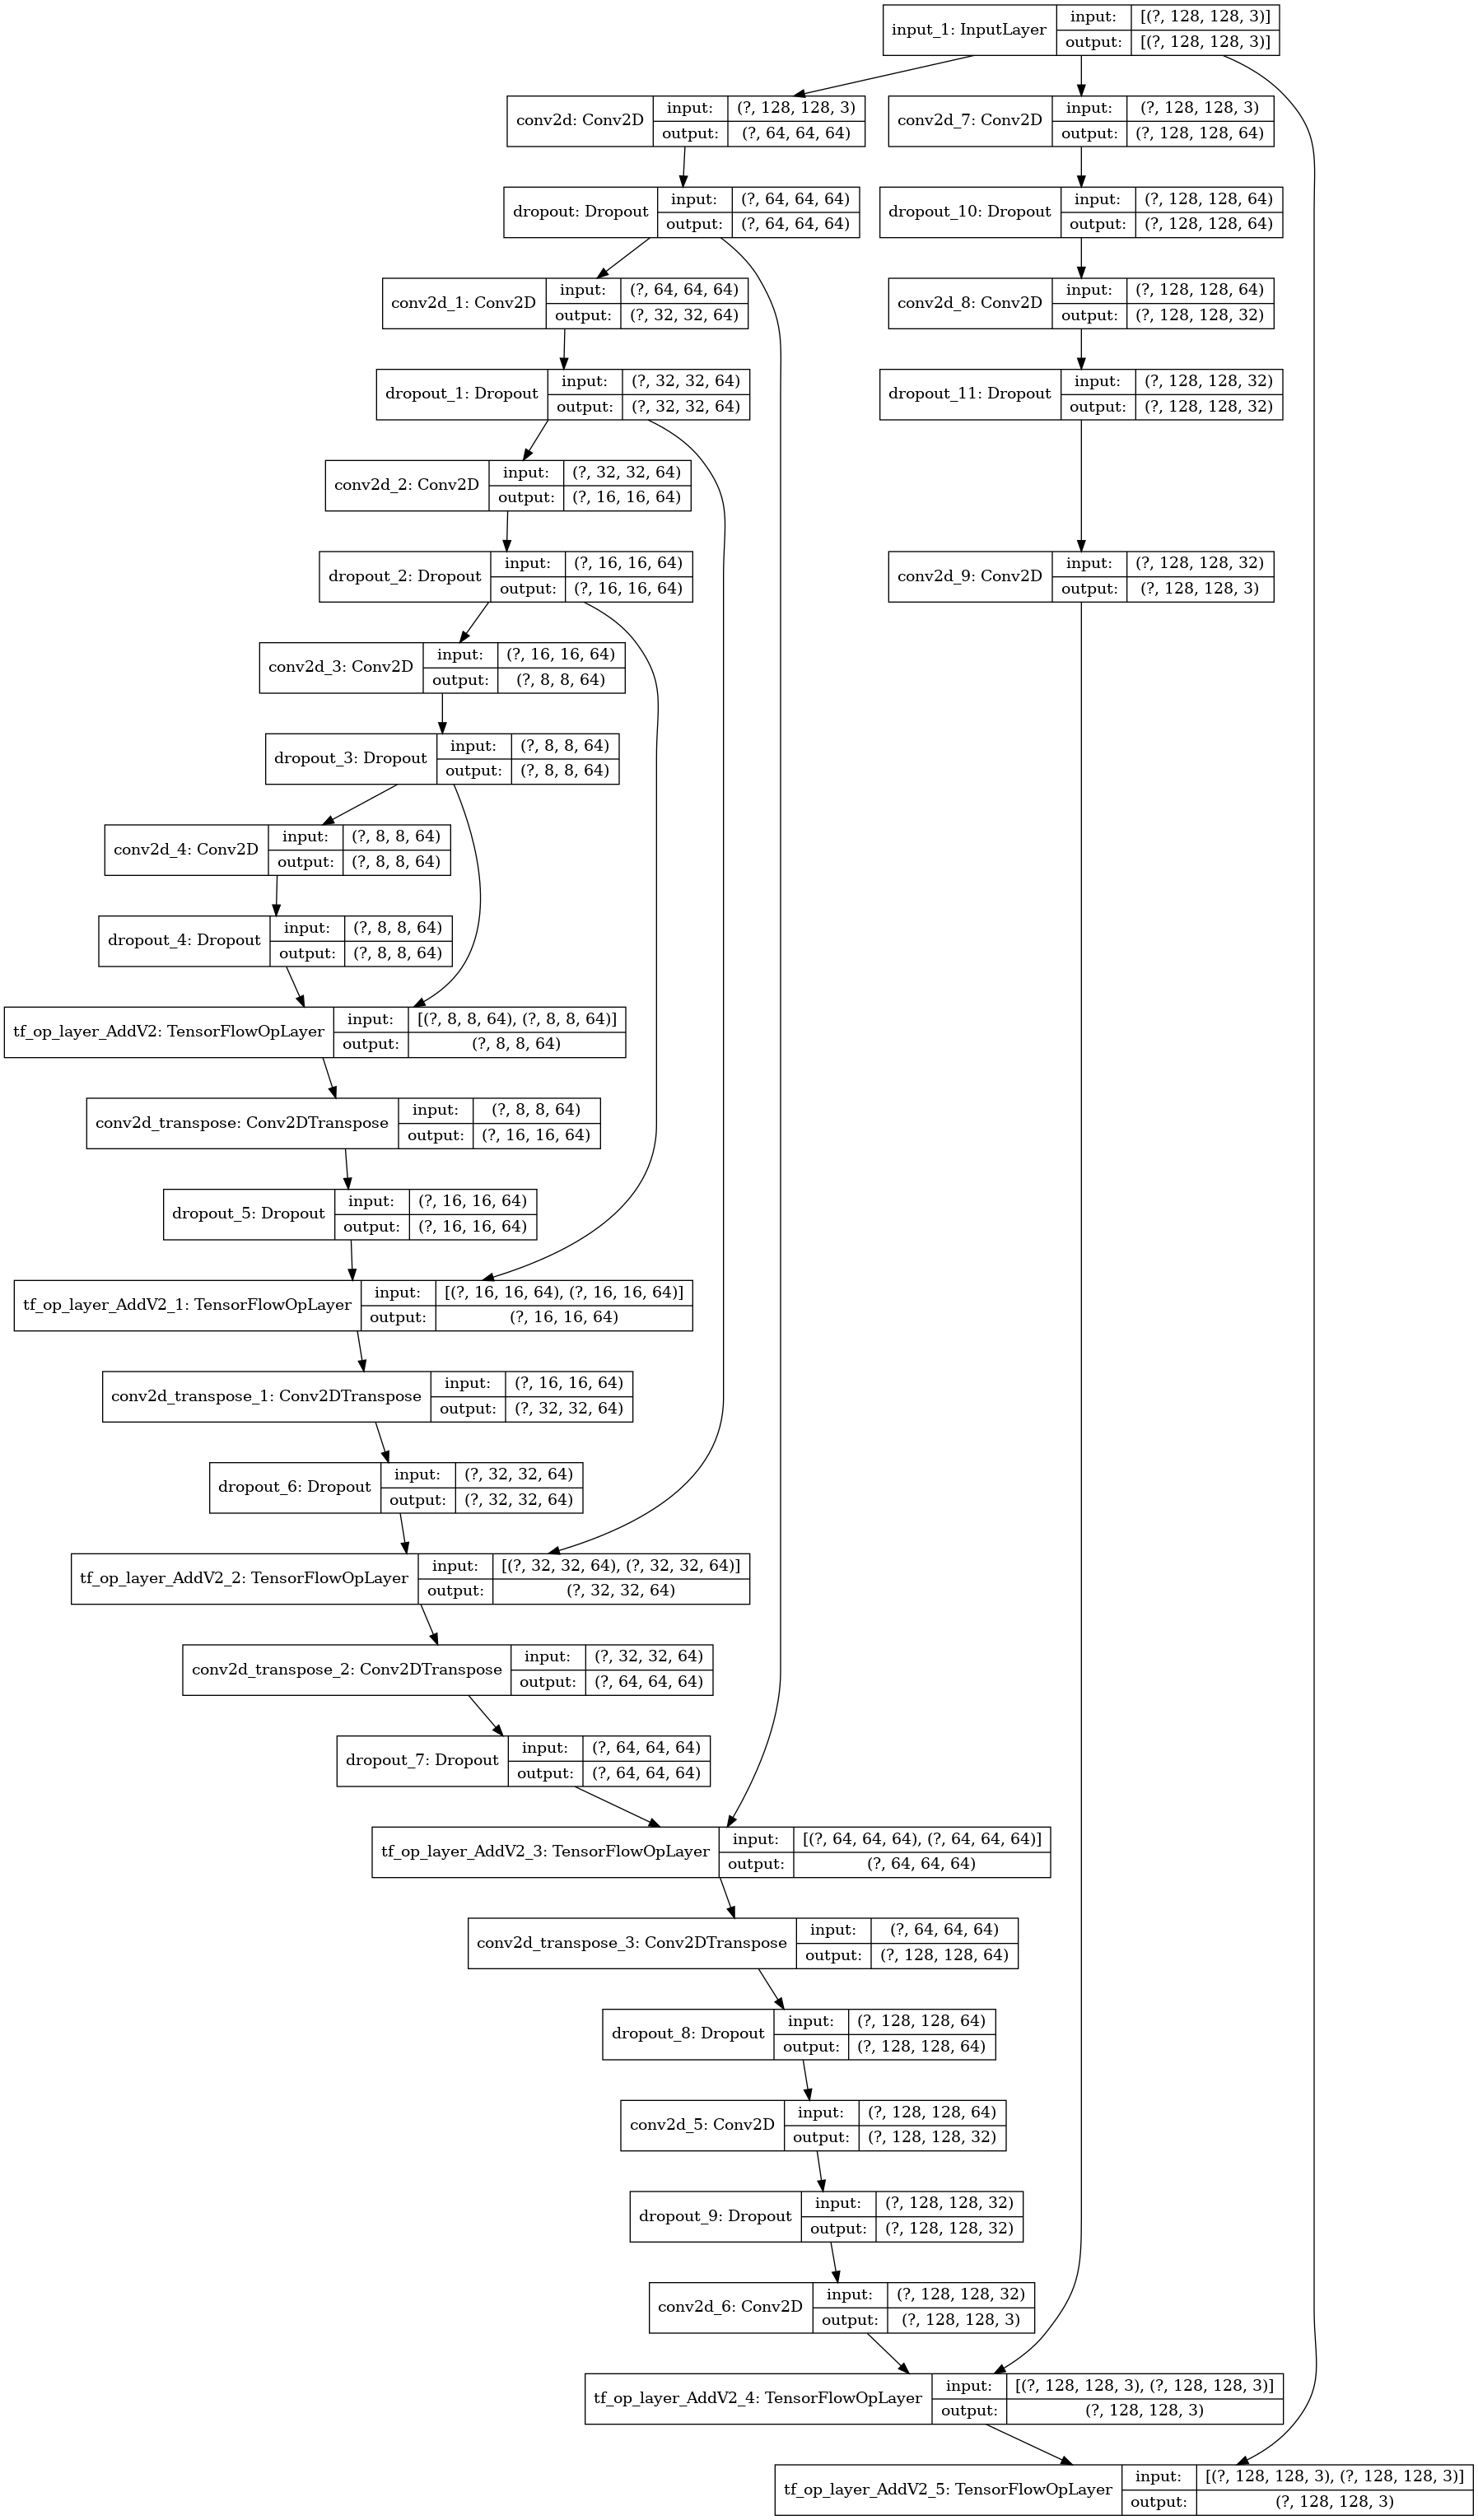 input_1: InputLayer input: [(?, 128, 128, 3)]
output: [(?, 128, 128, 3)]
conv2d: Conv2D input: (?, 128, 128, 3)
output: (?, 64, 64, 64)
conv2d_7: Conv2D input: (?, 128, 128, 3)
output: (?, 128, 128, 64)
dropout: Dropout input: (?, 64, 64, 64)
output: (?, 64, 64, 64)
dropout_10: Dropout input: (?, 128, 128, 64)
output: (?, 128, 128, 64)
conv2d_1: Conv2D input: (?, 64, 64, 64)
output: (?, 32, 32, 64)
conv2d_8: Conv2D input: (?, 128, 128, 64)
output: (?, 128, 128, 32)
dropout_1: Dropout input: (?, 32, 32, 64)
output: (?, 32, 32, 64)
dropout_11: Dropout input: (?, 128, 128, 32)
output: (?, 128, 128, 32)
conv2d_2: Conv2D input: (?, 32, 32, 64)
output: (?, 16, 16, 64)
dropout_2: Dropout input: (?, 16, 16, 64)
output: (?, 16, 16, 64)
conv2d_9: Conv2D input: (?, 128, 128, 32)
output: (?, 128, 128, 3)
conv2d_3: Conv2D input: (?, 16, 16, 64)
output: (?, 8, 8, 64)
dropout_3: Dropout input: (?, 8, 8, 64)
output: (?, 8, 8, 64)
conv2d_4: Conv2D input: (?, 8, 8, 64)
output: (?, 8, 8, 64)
dropout_4: Dropout input: (?, 8, 8, 64)
output: (?, 8, 8, 64)
tf_op_layer_AddV2: TensorFlowOpLayer input: [(?, 8, 8, 64), (?, 8, 8, 64)]
output: (?, 8, 8, 64)
conv2d_transpose: Conv2DTranspose input: (?, 8, 8, 64)
output: (?, 16, 16, 64)
dropout_5: Dropout input: (?, 16, 16, 64)
output: (?, 16, 16, 64)
tf_op_layer_AddV2_1: TensorFlowOpLayer input: [(?, 16, 16, 64), (?, 16, 16, 64)]
output: (?, 16, 16, 64)
conv2d_transpose_1: Conv2DTranspose input: (?, 16, 16, 64)
output: (?, 32, 32, 64)
dropout_6: Dropout input: (?, 32, 32, 64)
output: (?, 32, 32, 64)
tf_op_layer_AddV2_2: TensorFlowOpLayer input: [(?, 32, 32, 64), (?, 32, 32, 64)]
output: (?, 32, 32, 64)
conv2d_transpose_2: Conv2DTranspose input: (?, 32, 32, 64)
output: (?, 64, 64, 64)
dropout_7: Dropout input: (?, 64, 64, 64)
output: (?, 64, 64, 64)
tf_op_layer_AddV2_3: TensorFlowOpLayer input: [(?, 64, 64, 64), (?, 64, 64, 64)]
output: (?, 64, 64, 64)
conv2d_transpose_3: Conv2DTranspose input: (?, 64, 64, 64)
output: (?, 128, 128, 64)
dropout_8: Dropout input: (?, 128, 128, 64)
output: (?, 128, 128, 64)
conv2d_5: Conv2D input: (?, 128, 128, 64)
output: (?, 128, 128, 32)
dropout_9: Dropout input: (?, 128, 128, 32)
output: (?, 128, 128, 32)
conv2d_6: Conv2D input: (?, 128, 128, 32)
output: (?, 128, 128, 3)
tf_op_layer_AddV2_4: TensorFlowOpLayer input: [(?, 128, 128, 3), (?, 128, 128, 3)]
output: (?, 128, 128, 3)
tf_op_layer_AddV2_5: TensorFlowOpLayer input: [(?, 128, 128, 3), (?, 128, 128, 3)]
output: (?, 128, 128, 3)